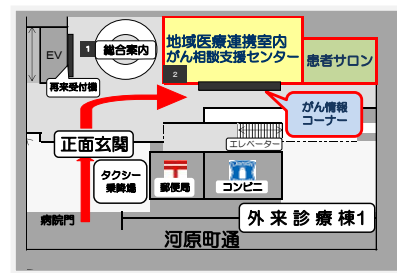 EV
1
総合案内
地域医療連携室内
がん相談支援センター
2
患者サロン
再来受付機
がん情報
コーナー
正面玄関
エレベーター
タクシー
乗降場
郵便局
コンビニ
病院門
外来診療棟1
河原町通